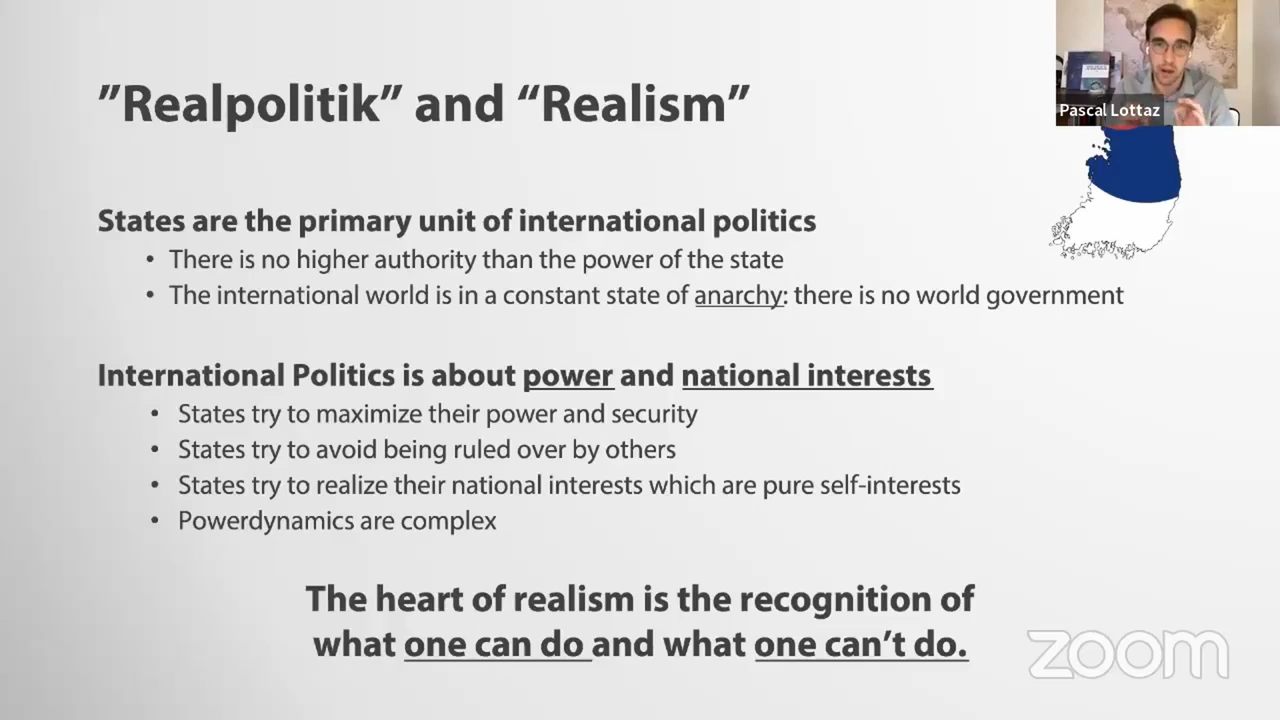 ”Realpolitik” and “Realism”
Pascal Lottaz
States are the primary unit of international politics
• There is no higher authority than the power of the state
• The international world is in a constant state of anarchy: there is no world government
International Politics is about power and national interests
• States try to maximize their power and security
• States try to avoid being ruled over by others
• States try to realize their national interests which are pure self-interests
• Powerdynamics are complex
The heart of realism is the recognition of
what one can do and what one can’t do.
zoom